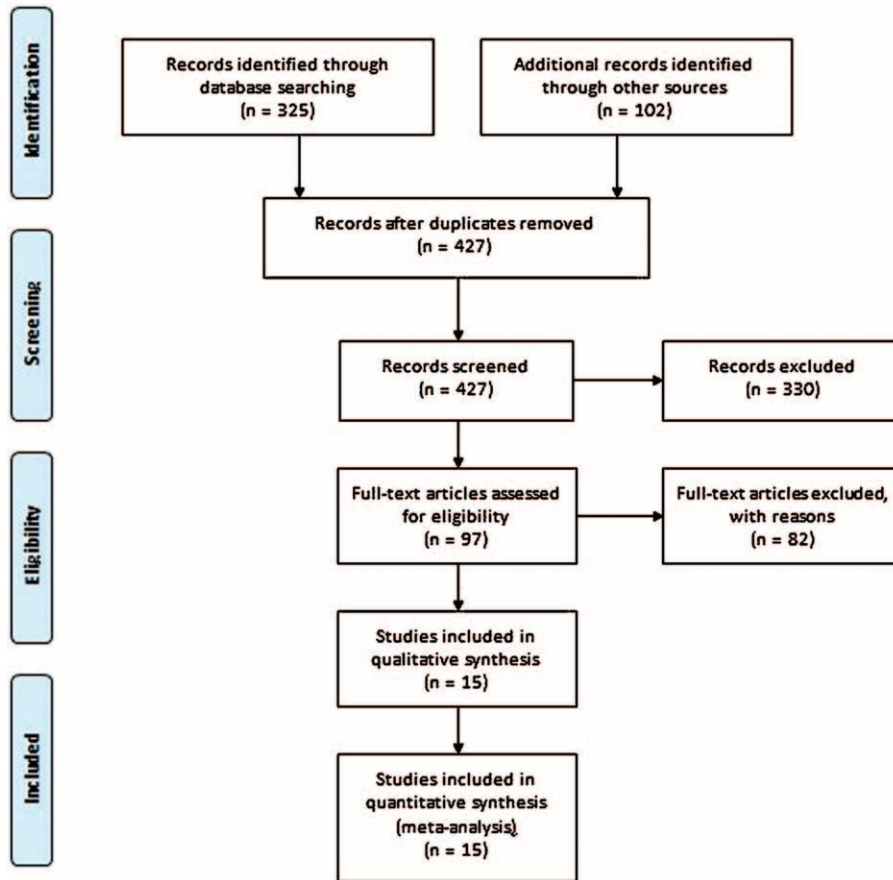 Identification
Records identified through
database searching
(n = 325)
Additional records identified
through other sources
(n = 102)
Records after duplicates removed
(n = 427)
Screening
Records screened
(n = 427)
Records excluded
(n = 330)
Eligibility
Full-text articles assessed
for eligibility
(n = 97)
Full-text articles excluded,
with reasons
(n = 82)
Studies included in
qualitative synthesis
(n = 15)
Included
Studies included in
quantitative synthesis
(meta-analysis)
(n = 15)